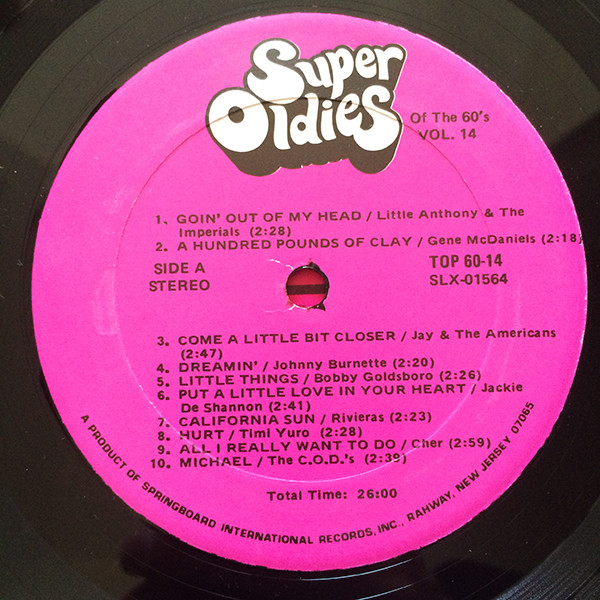 Super
Oldies
Of The 60's
VOL. 14
1. GOIN' OUT OF MY HEAD / Little Anthony & The
Imperials (2:28)
2. A HUNDRED POUNDS OF CLAY / Gene McDaniels (2:18)
SIDE A
STEREO
TOP 60-14
SLX-01564
3. COME A LITTLE BIT CLOSER / Jay & The Americans
(2:47)
4. DREAMIN' / Johnny Burnette (2:20)
5. LITTLE THINGS / Bobby Goldsboro (2:26)
6. PUT A LITTLE LOVE IN YOUR HEART / Jackie
De Shannon (2:41)
7. CALIFORNIA SUN / Rivieras (2:23)
8. HURT / Timi Yuro (2:28)
9. ALL I REALLY WANT TO DO / Cher (2:59)
10. MICHAEL / The C.O.D.'s (2:39)
Total Time: 26:00
A PRODUCT OF SPRINGBOARD INTERNATIONAL RECORDS, INC., RAHWAY, NEW JERSEY 07065